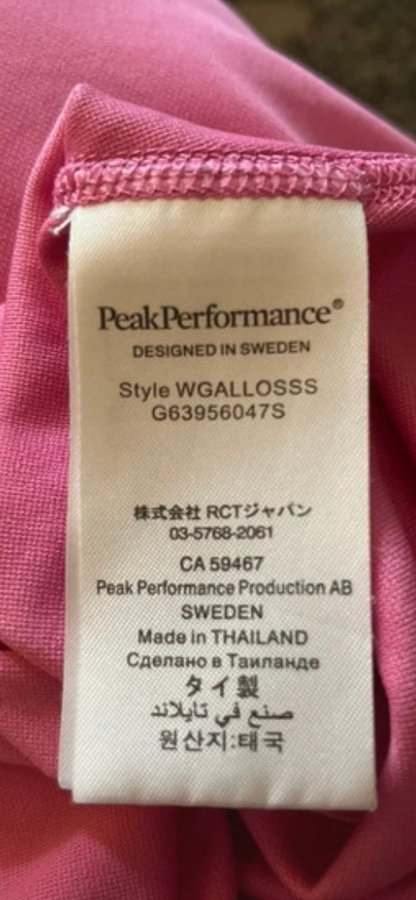 PeakPerformance®
DESIGNED IN SWEDEN
Style WGALLOSSS
G63956047S
株式会社 RCTジャパン
03-5768-2061
CA 59467
Peak Performance Production AB
SWEDEN
Made in THAILAND
Сделано в Таиланде
タイ製
صنع في تايلاند
원산지:태국